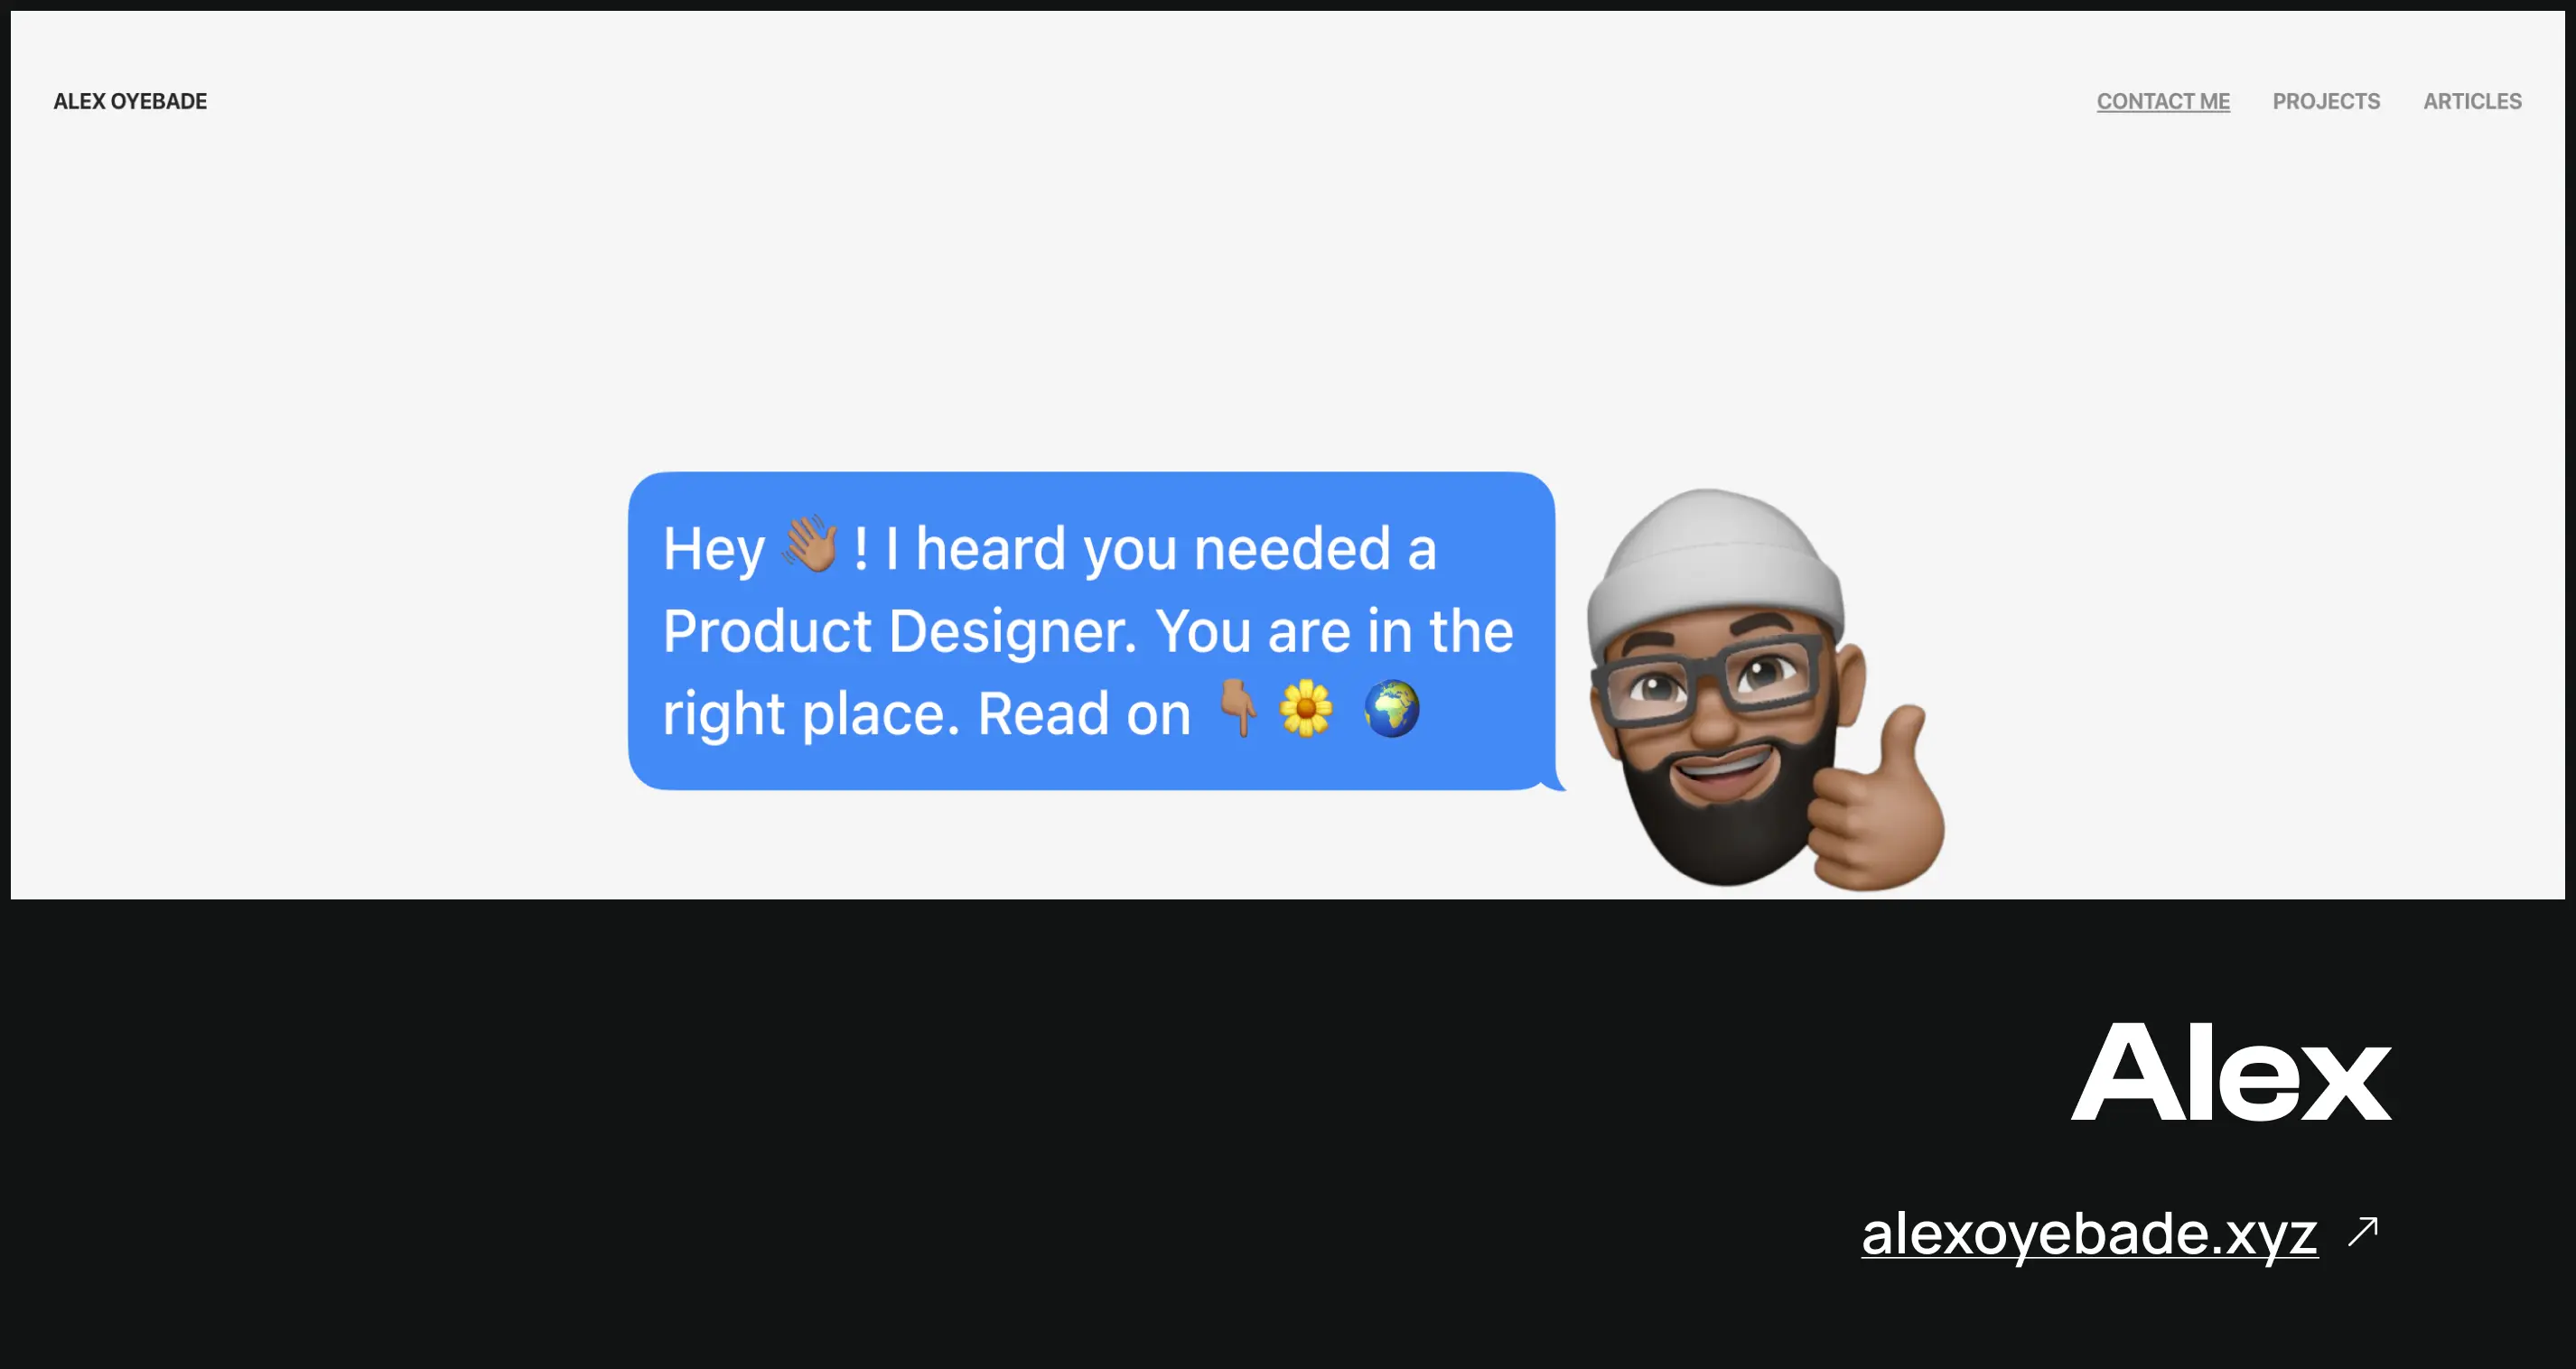 ALEX OYEBADE
CONTACT ME PROJECTS ARTICLES
Hey 👋🏽 ! I heard you needed a
Product Designer. You are in the
right place. Read on 👇🏽 🌼 🌍
Alex
alexoyebade.xyz ↗